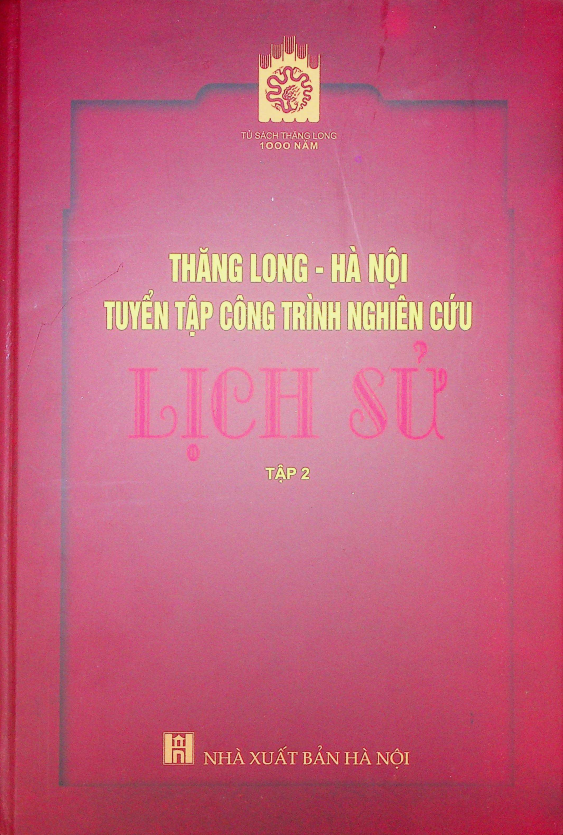 TỦ SÁCH THĂNG LONG
1000 NĂM
THĂNG LONG - HÀ NỘI
TUYỂN TẬP CÔNG TRÌNH NGHIÊN CỨU
LỊCH SỬ
TẬP 2
NHÀ XUẤT BẢN HÀ NỘI